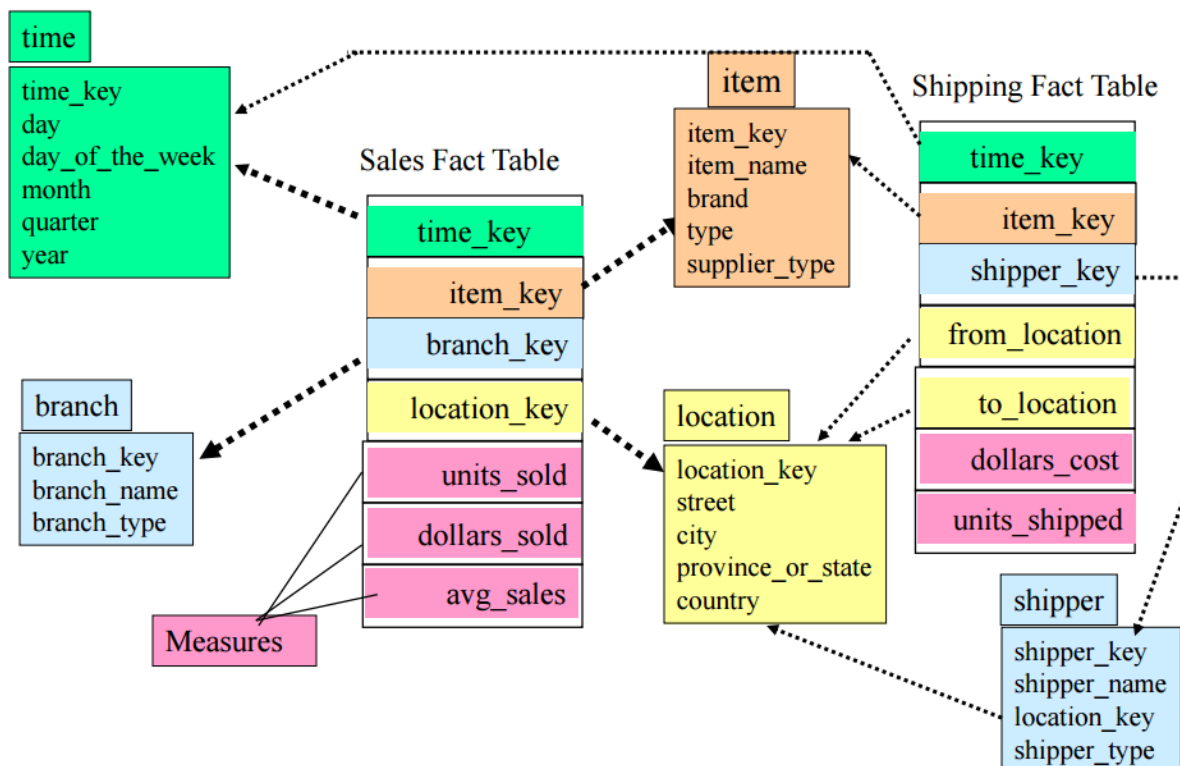 time
time_key
day
day_of_the_week
month
quarter
year
Sales Fact Table
time_key
item_key
branch_key
location_key
units_sold
dollars_sold
avg_sales
Measures
branch
branch_key
branch_name
branch_type
item
item_key
item_name
brand
type
supplier_type
location
location_key
street
city
province_or_state
country
Shipping Fact Table
time_key
item_key
shipper_key
from_location
to_location
dollars_cost
units_shipped
shipper
shipper_key
shipper_name
location_key
shipper_type